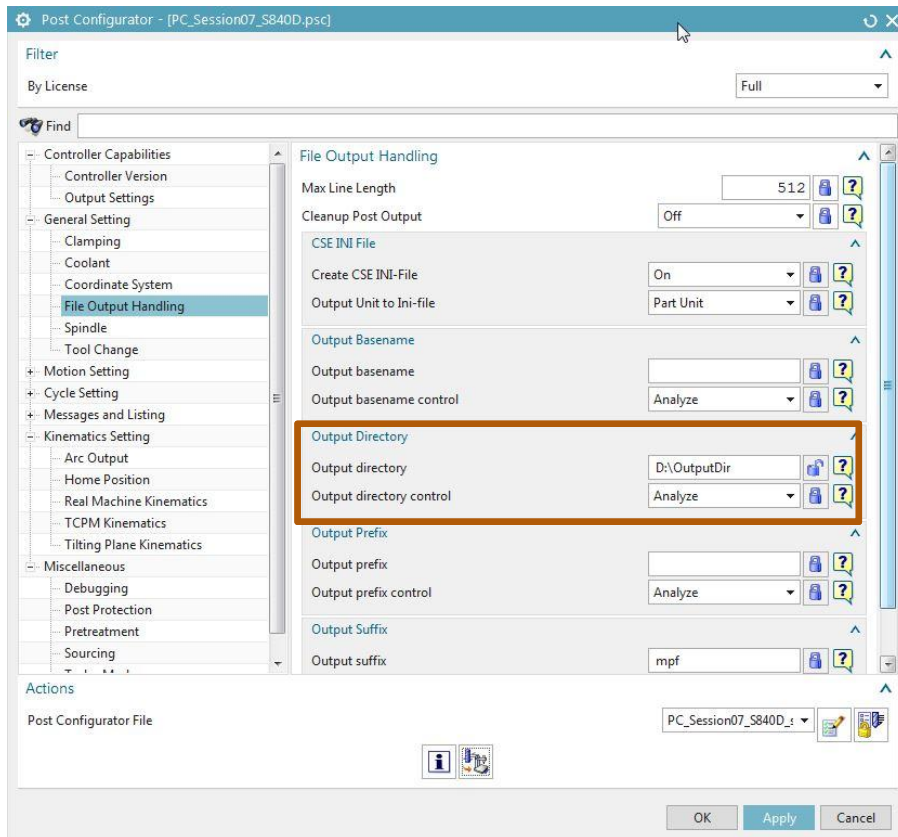 Post Configurator - [PC_Session07_S840D.psc]
Filter
By License
Full
Find
Controller Capabilities
Controller Version
Output Settings
General Setting
Clamping
Coolant
Coordinate System
File Output Handling
Spindle
Tool Change
Motion Setting
Cycle Setting
Messages and Listing
Kinematics Setting
Arc Output
Home Position
Real Machine Kinematics
TCPM Kinematics
Tilting Plane Kinematics
Miscellaneous
Debugging
Post Protection
Pretreatment
Sourcing
File Output Handling
Max Line Length 512
Cleanup Post Output Off
CSE INI File
Create CSE INI-File On
Output Unit to Ini-file Part Unit
Output Basename
Output basename
Output basename control Analyze
Output Directory
Output directory D:\OutputDir
Output directory control Analyze
Output Prefix
Output prefix
Output prefix control Analyze
Output Suffix
Output suffix mpf
Actions
Post Configurator File PC_Session07_S840D_s
OK Apply Cancel